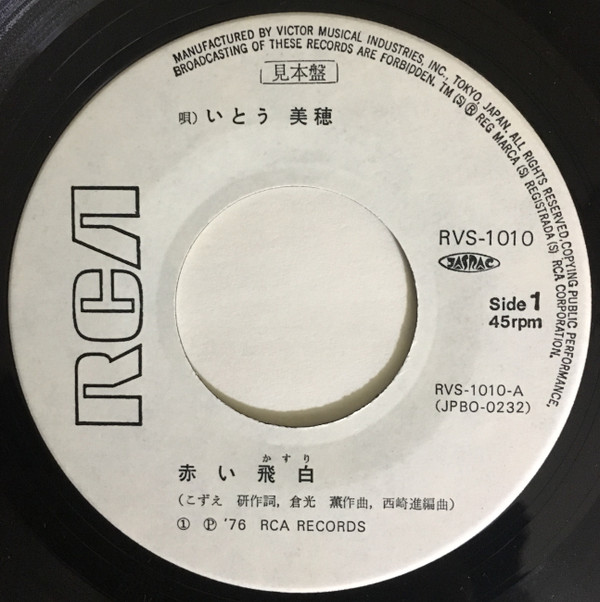 MANUFACTURED BY VICTOR MUSICAL INDUSTRIES, INC., TOKYO, JAPAN. ALL RIGHTS RESERVED, COPYING PUBLIC PERFORMANCE,
BROADCASTING OF THESE RECORDS ARE FORBIDDEN. TM (S) ® REG MARCA (S) REGISTRADA (S) RCA CORPORATION.
見本盤
唄) いとう 美穂
RCA
RVS-1010
JASRAC
Side 1
45rpm
RVS-1010-A
(JPBO-0232)
かすり
赤い 飛白
(こずえ 研作詞, 倉光 薫作曲, 西崎進編曲)
① Ⓟ '76 RCA RECORDS